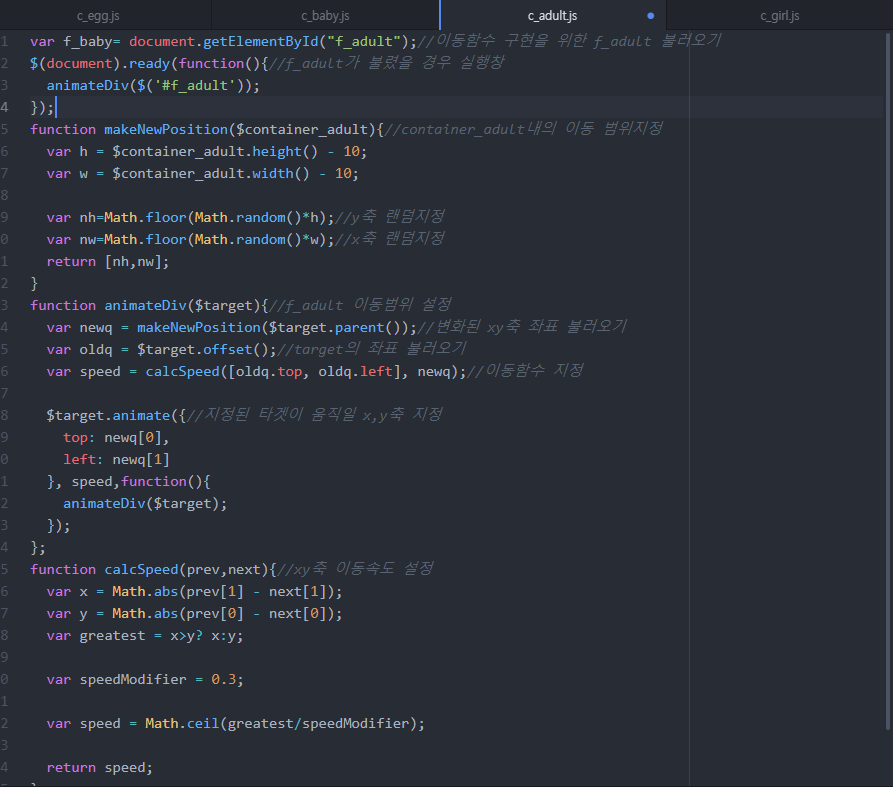 c_egg.js c_baby.js c_adult.js c_girl.js
1 var f_baby= document.getElementById("f_adult");//이동함수 구현을 위한 f_adult 불러오기
2 $(document).ready(function(){//f_adult가 불렸을 경우 실행창
3 animateDiv($('#f_adult'));
4 });
5 function makeNewPosition($container_adult){//container_adult내의 이동 범위지정
6 var h = $container_adult.height() - 10;
7 var w = $container_adult.width() - 10;
8
9 var nh=Math.floor(Math.random()*h);//y축 랜덤지정
0 var nw=Math.floor(Math.random()*w);//x축 랜덤지정
1 return [nh,nw];
2 }
3 function animateDiv($target){//f_adult 이동범위 설정
4 var newq = makeNewPosition($target.parent());//변화된 xy축 좌표 불러오기
5 var oldq = $target.offset();//target의 좌표 불러오기
6 var speed = calcSpeed([oldq.top, oldq.left], newq);//이동함수 지정
7
8 $target.animate({//지정된 타겟이 움직일 x,y축 지정
9 top: newq[0],
0 left: newq[1]
1 }, speed,function(){
2 animateDiv($target);
3 });
4 };
5 function calcSpeed(prev,next){//xy축 이동속도 설정
6 var x = Math.abs(prev[1] - next[1]);
7 var y = Math.abs(prev[0] - next[0]);
8 var greatest = x>y? x:y;
9
0 var speedModifier = 0.3;
1
2 var speed = Math.ceil(greatest/speedModifier);
3
4 return speed;